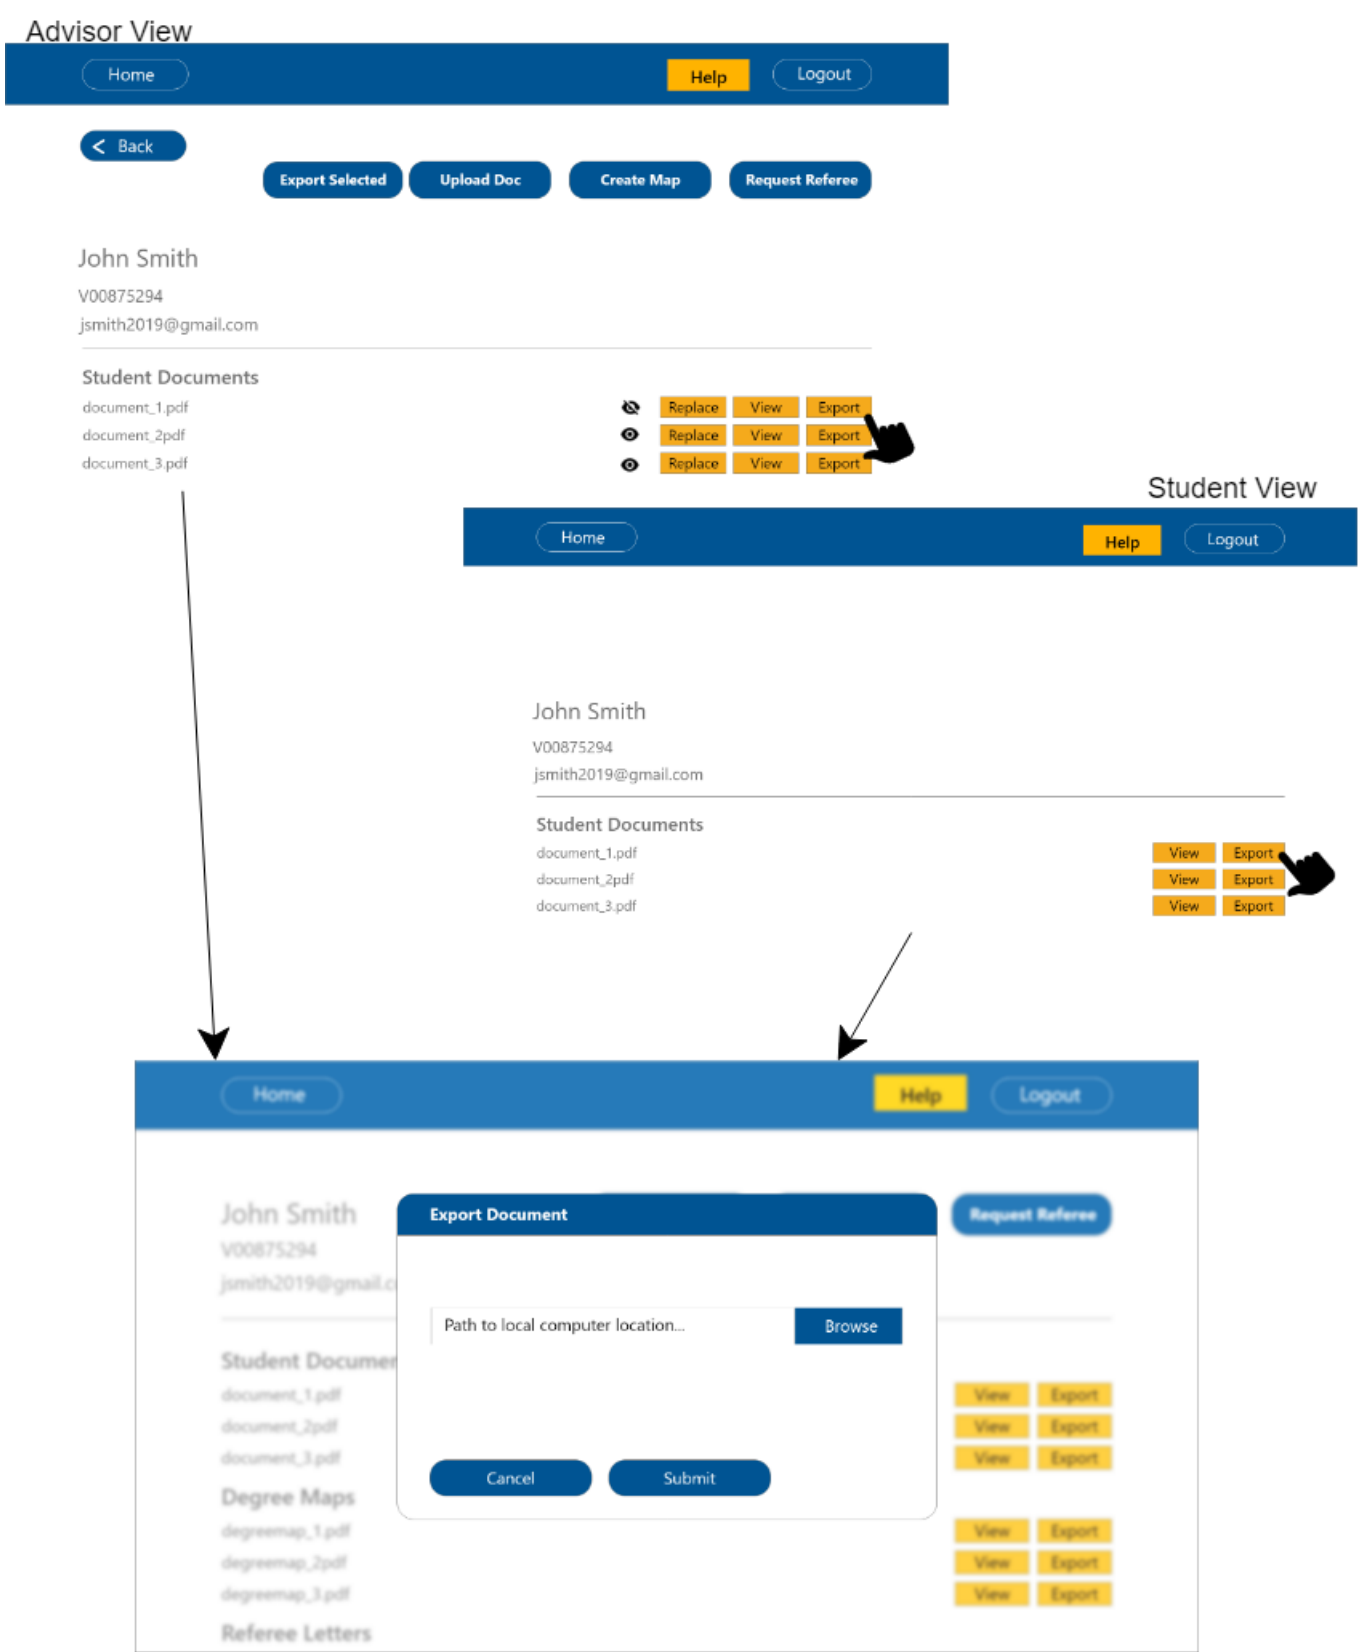 Advisor View
Home Help Logout
< Back
Export Selected Upload Doc Create Map Request Referee
John Smith
V00875294
jsmith2019@gmail.com
Student Documents
document_1.pdf Replace View Export
document_2pdf Replace View Export
document_3.pdf Replace View Export
Student View
Home Help Logout
John Smith
V00875294
jsmith2019@gmail.com
Student Documents
document_1.pdf View Export
document_2pdf View Export
document_3.pdf View Export
Home Help Logout
John Smith Export Document Request Referee
V00875294
jsmith2019@gmail.c
Path to local computer location... Browse
Student Documen
document_1.pdf View Export
document_2pdf View Export
document_3.pdf View Export
Cancel Submit
Degree Maps
degreemap_1.pdf View Export
degreemap_2pdf View Export
degreemap_3.pdf View Export
Referee Letters